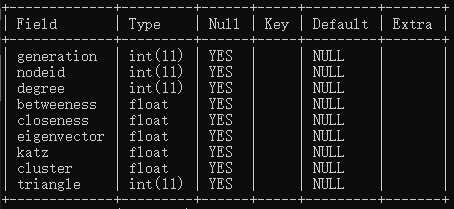 | Field | Type | Null | Key | Default | Extra |
| generation | int(11) | YES | | NULL | |
| nodeid | int(11) | YES | | NULL | |
| degree | int(11) | YES | | NULL | |
| betweeness | float | YES | | NULL | |
| closeness | float | YES | | NULL | |
| eigenvector | float | YES | | NULL | |
| katz | float | YES | | NULL | |
| cluster | float | YES | | NULL | |
| triangle | int(11) | YES | | NULL | |